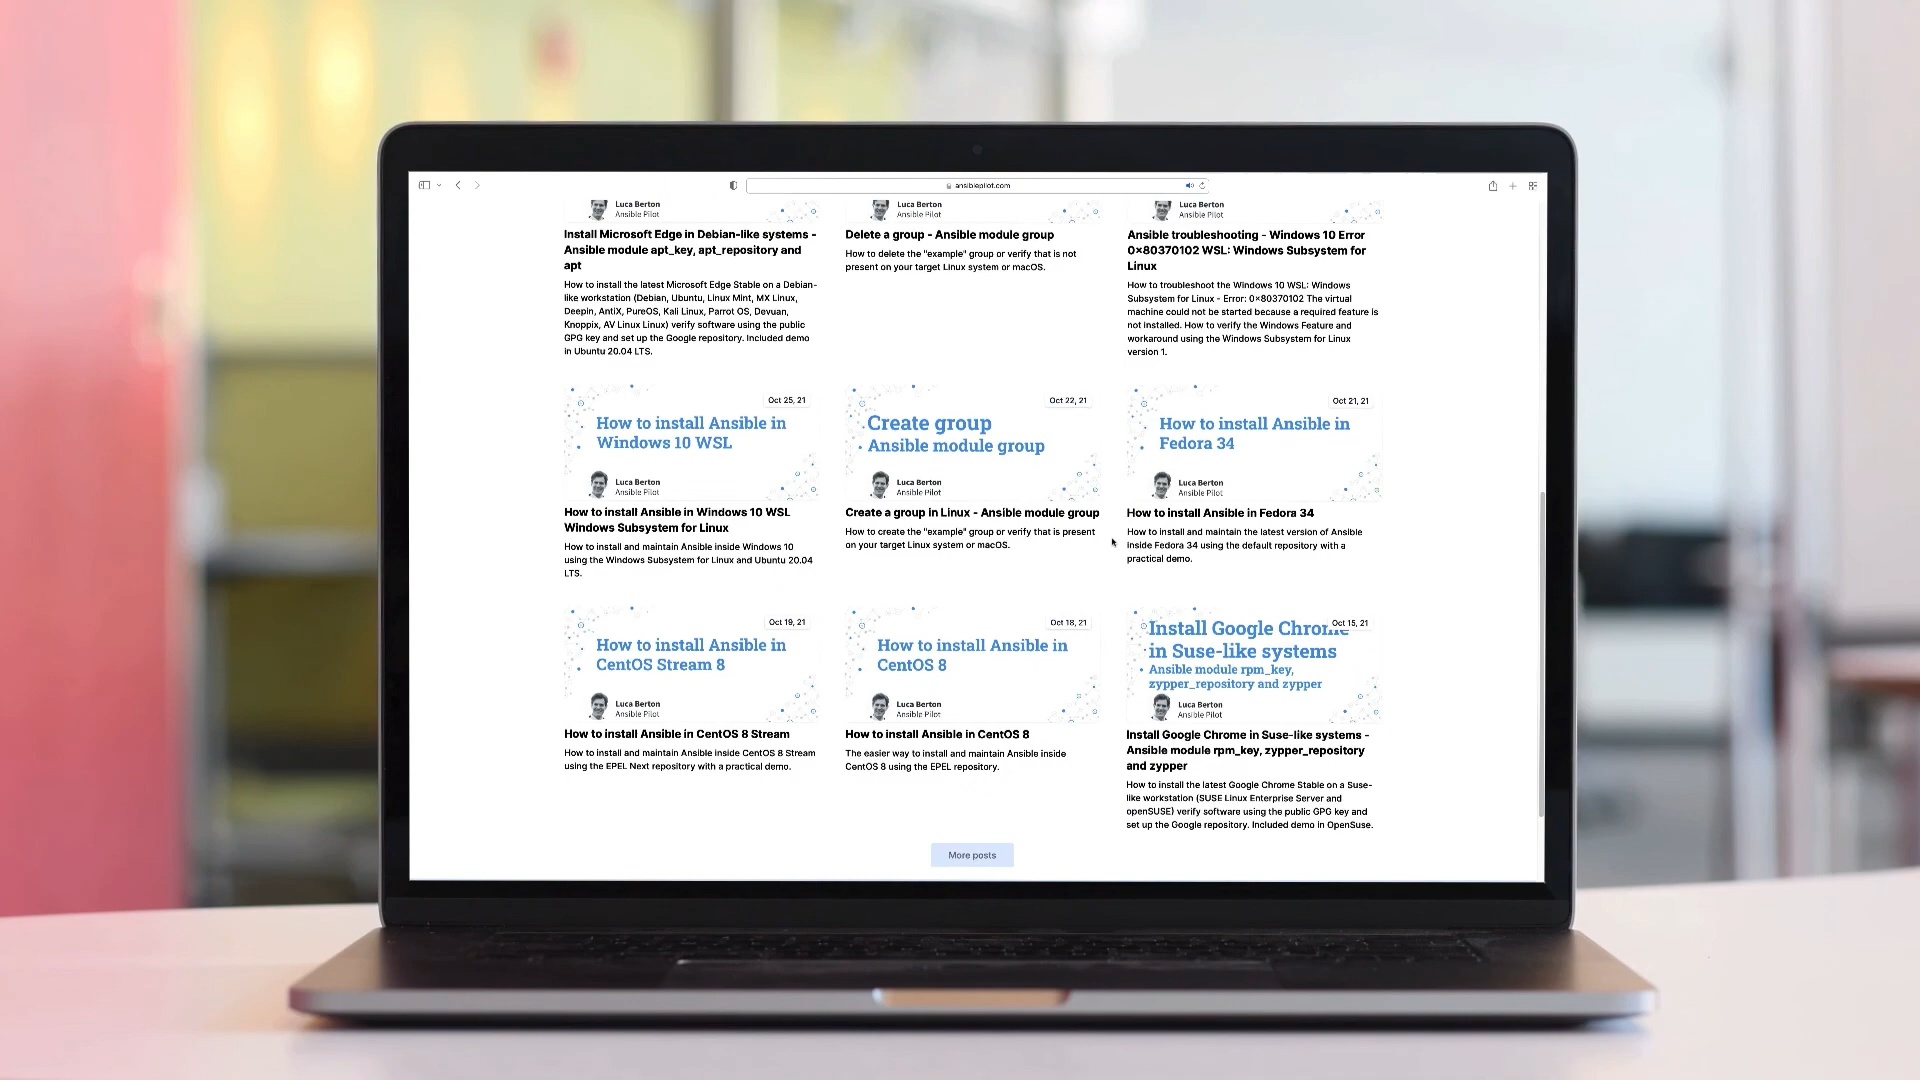 ansiblepilot.com
Luca Berton
Ansible Pilot
Install Microsoft Edge in Debian-like systems -
Ansible module apt_key, apt_repository and
apt
How to install the latest Microsoft Edge Stable on a Debian-
like workstation (Debian, Ubuntu, Linux Mint, MX Linux,
Deepin, AntiX, PureOS, Kali Linux, Parrot OS, Devuan,
Knoppix, AV Linux Linux) verify software using the public
GPG key and set up the Google repository. Included demo
in Ubuntu 20.04 LTS.
Luca Berton
Ansible Pilot
Delete a group - Ansible module group
How to delete the "example" group or verify that is not
present on your target Linux system or macOS.
Luca Berton
Ansible Pilot
Ansible troubleshooting - Windows 10 Error
0x80370102 WSL: Windows Subsystem for
Linux
How to troubleshoot the Windows 10 WSL: Windows
Subsystem for Linux - Error: 0x80370102 The virtual
machine could not be started because a required feature is
not installed. How to verify the Windows Feature and
workaround using the Windows Subsystem for Linux
version 1.
Oct 25, 21
How to install Ansible in
Windows 10 WSL
Luca Berton
Ansible Pilot
How to install Ansible in Windows 10 WSL
Windows Subsystem for Linux
How to install and maintain Ansible inside Windows 10
using the Windows Subsystem for Linux and Ubuntu 20.04
LTS.
Oct 22, 21
Create group
Ansible module group
Luca Berton
Ansible Pilot
Create a group in Linux - Ansible module group
How to create the "example" group or verify that is present
on your target Linux system or macOS.
Oct 21, 21
How to install Ansible in
Fedora 34
Luca Berton
Ansible Pilot
How to install Ansible in Fedora 34
How to install and maintain the latest version of Ansible
inside Fedora 34 using the default repository with a
practical demo.
Oct 19, 21
How to install Ansible in
CentOS Stream 8
Luca Berton
Ansible Pilot
How to install Ansible in CentOS 8 Stream
How to install and maintain Ansible inside CentOS 8 Stream
using the EPEL Next repository with a practical demo.
Oct 18, 21
How to install Ansible in
CentOS 8
Luca Berton
Ansible Pilot
How to install Ansible in CentOS 8
The easier way to install and maintain Ansible inside
CentOS 8 using the EPEL repository.
Oct 15, 21
Install Google Chrome
in Suse-like systems
Ansible module rpm_key,
zypper_repository and zypper
Luca Berton
Ansible Pilot
Install Google Chrome in Suse-like systems -
Ansible module rpm_key, zypper_repository
and zypper
How to install the latest Google Chrome Stable on a Suse-
like workstation (SUSE Linux Enterprise Server and
openSUSE) verify software using the public GPG key and
set up the Google repository. Included demo in OpenSuse.
More posts